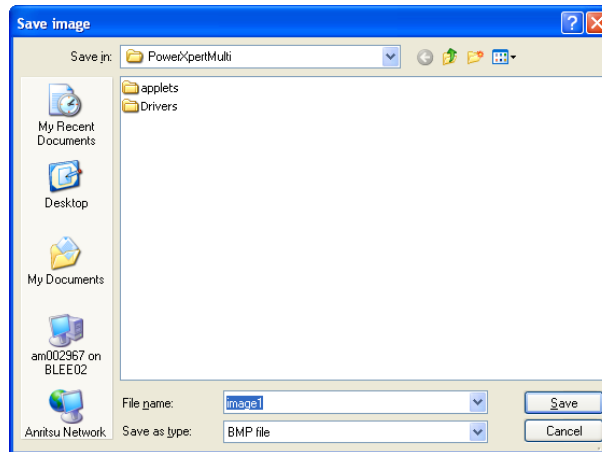 Save image
Save in:
PowerXpertMulti
applets
Drivers
My Recent
Documents
Desktop
My Documents
am002967 on
BLEE02
Anritsu Network
File name:
image1
Save
Save as type:
BMP file
Cancel